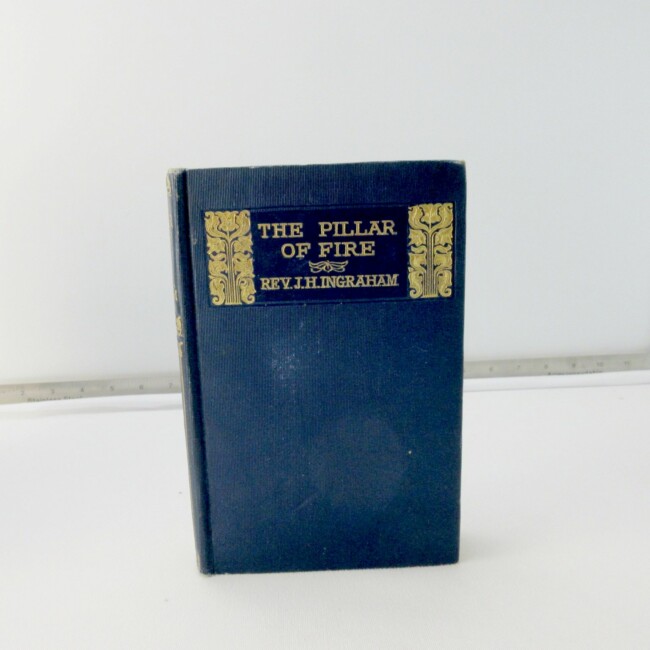 THE PILLAR
OF FIRE
REV. J. H. INGRAHAM